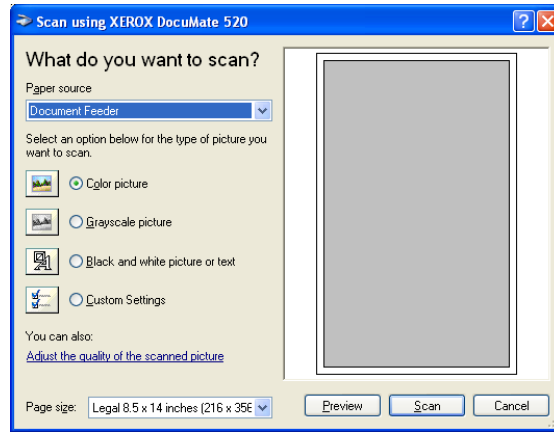 Scan using XEROX DocuMate 520
What do you want to scan?
Paper source
Document Feeder
Select an option below for the type of picture you
want to scan.
Color picture
Grayscale picture
Black and white picture or text
Custom Settings
You can also:
Adjust the quality of the scanned picture
Page size: Legal 8.5 x 14 inches (216 x 356
Preview Scan Cancel